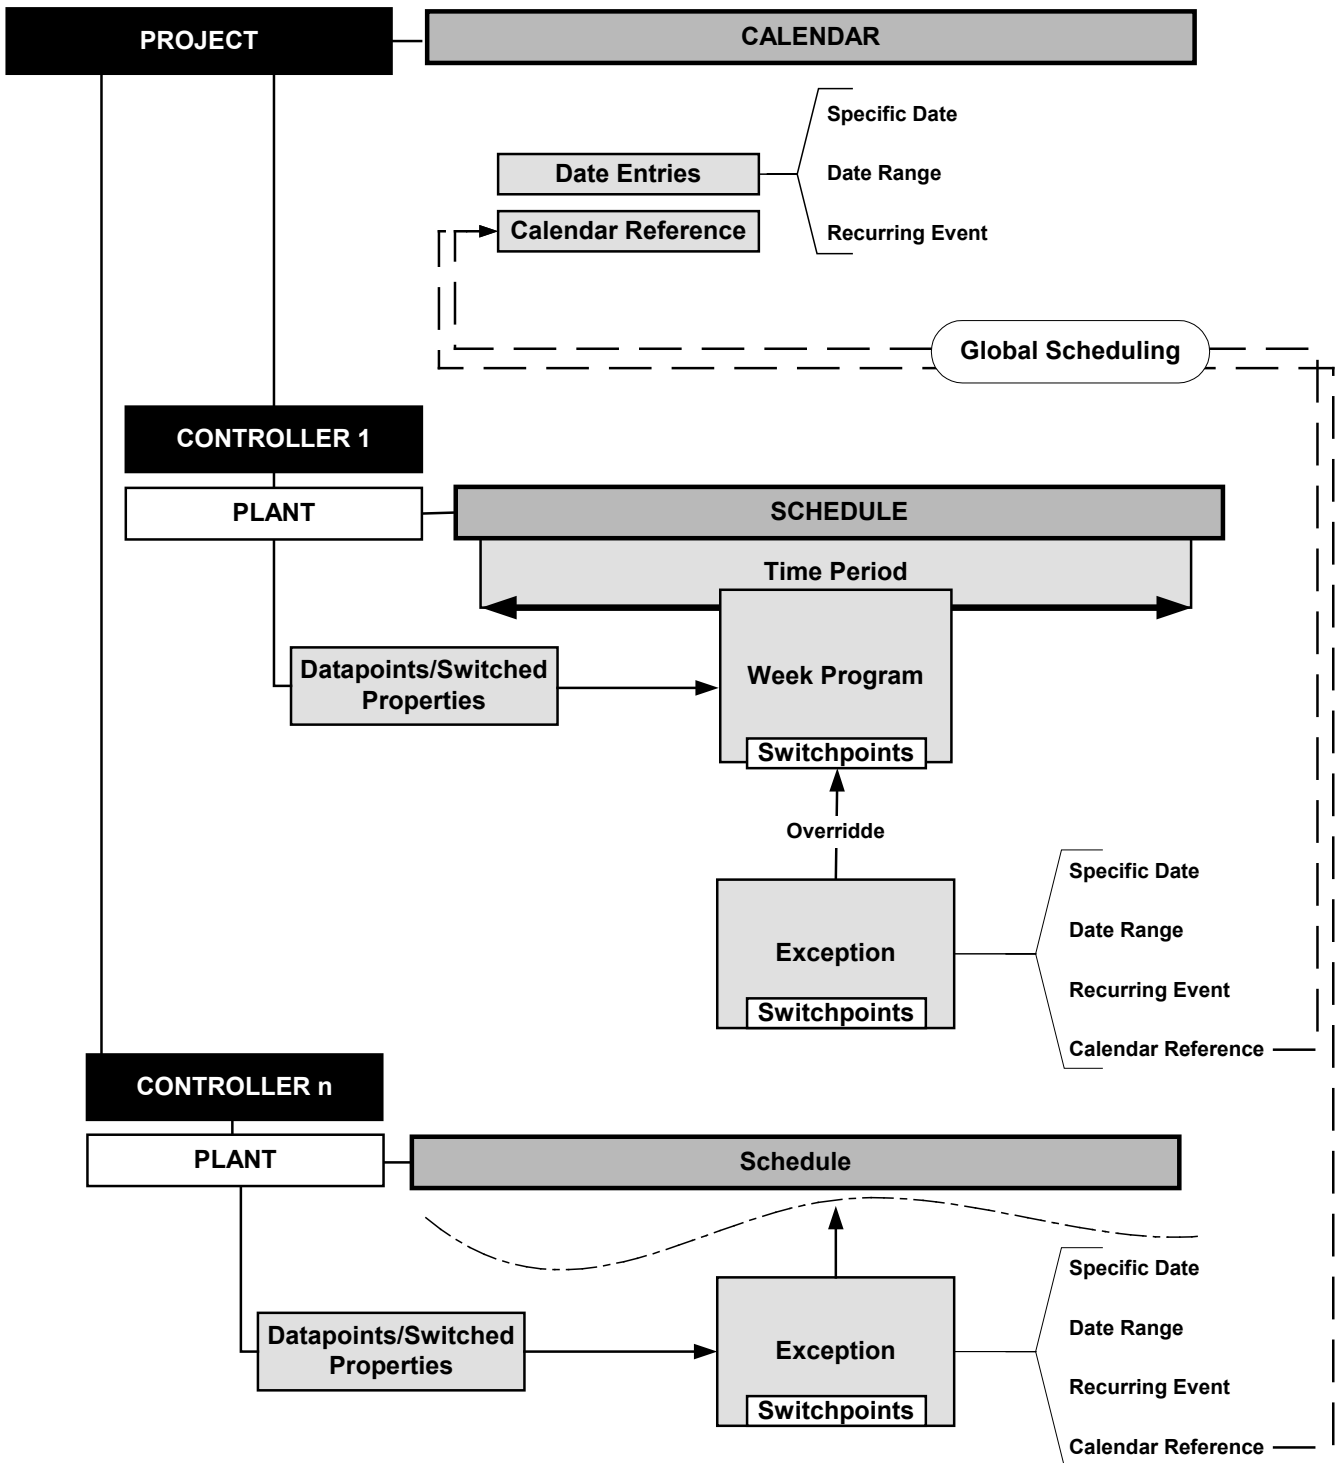 PROJECT
CALENDAR
Specific Date
Date Entries
Date Range
Calendar Reference
Recurring Event
Global Scheduling
CONTROLLER 1
PLANT
SCHEDULE
Time Period
Datapoints/Switched
Properties
Week Program
Switchpoints
Overridde
Specific Date
Date Range
Exception
Recurring Event
Switchpoints
Calendar Reference
CONTROLLER n
PLANT
Schedule
Specific Date
Datapoints/Switched
Properties
Date Range
Exception
Recurring Event
Switchpoints
Calendar Reference